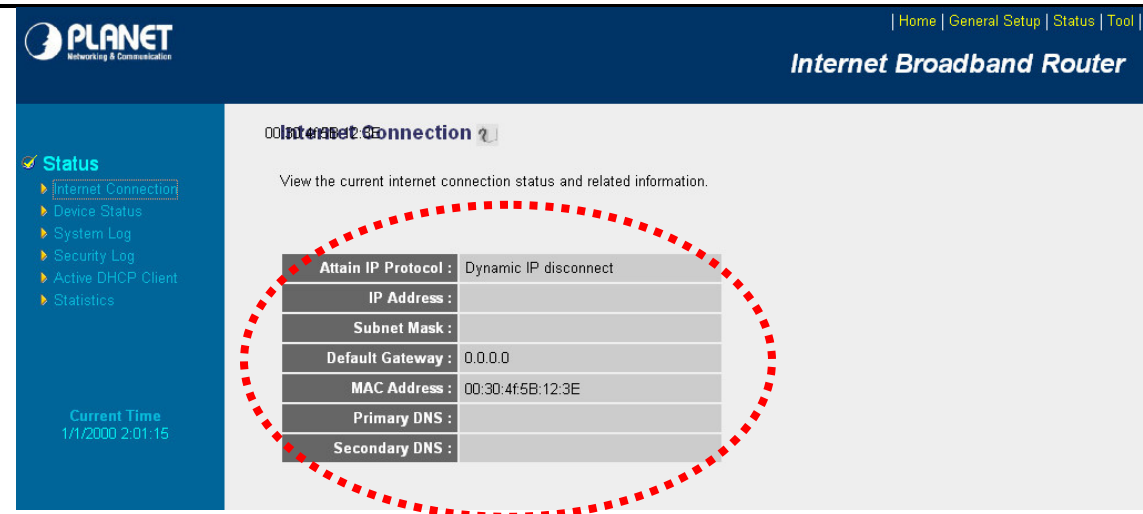 | Home | General Setup | Status | Tool |
PLANET
Networking & Communication
Internet Broadband Router
Internet Connection
Status
Internet Connection
Device Status
System Log
Security Log
Active DHCP Client
Statistics
Current Time
1/1/2000 2:01:15
View the current internet connection status and related information.
Attain IP Protocol : Dynamic IP disconnect
IP Address :
Subnet Mask :
Default Gateway : 0.0.0.0
MAC Address : 00:30:4f:5B:12:3E
Primary DNS :
Secondary DNS :